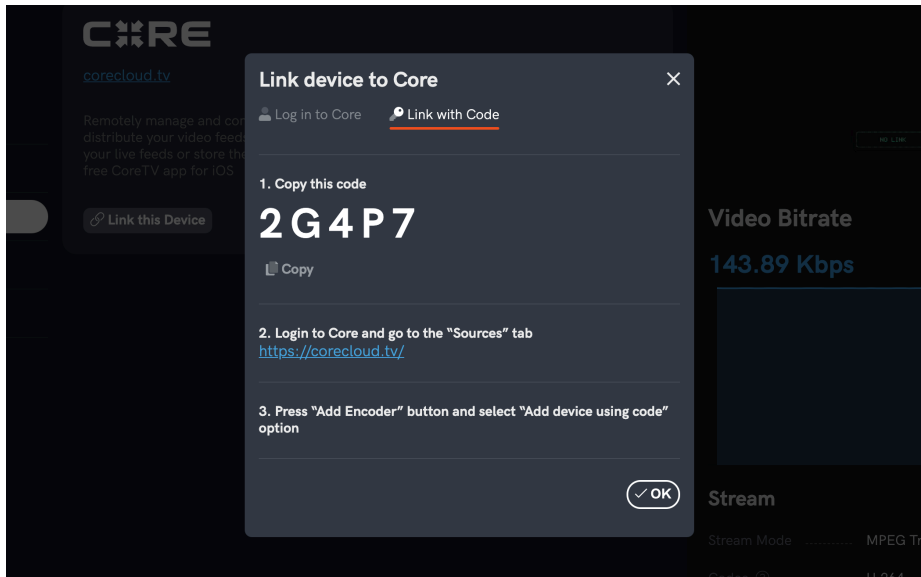 CORE
corecloud.tv
Remotely manage and cor
distribute your video feed
your live feeds or store the
free CoreTV app for iOS
Link this Device
Link device to Core
Log in to Core
Link with Code
1. Copy this code
2G4P7
Copy
2. Login to Core and go to the “Sources” tab
https://corecloud.tv/
3. Press “Add Encoder” button and select “Add device using code”
option
OK
NO LINK
Video Bitrate
143.89 Kbps
Stream
Stream Mode .......... MPEG Tr